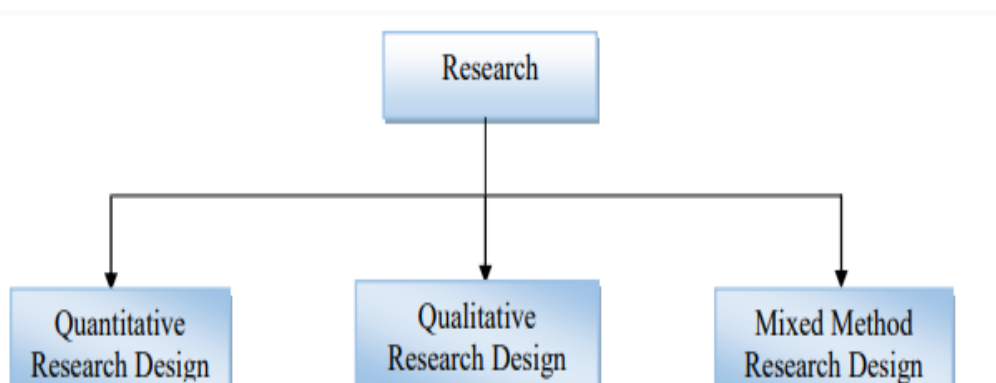 Research
Quantitative
Research Design
Qualitative
Research Design
Mixed Method
Research Design